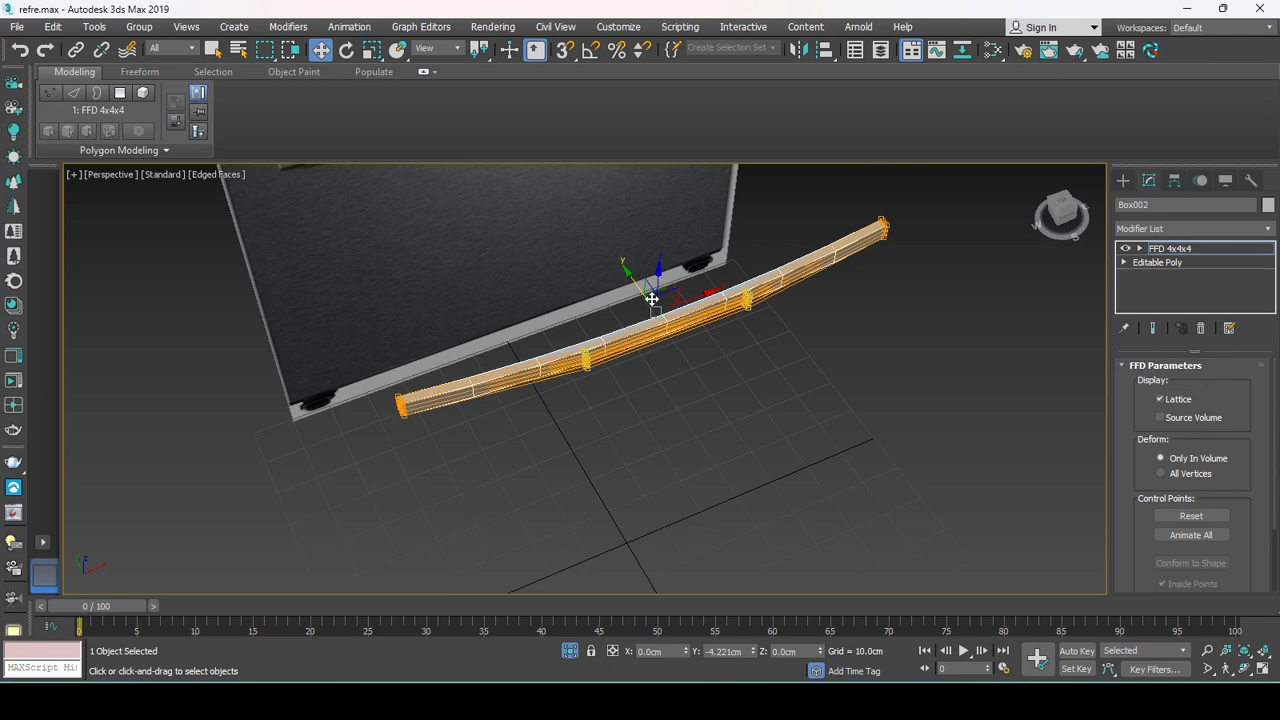 refre.max - Autodesk 3ds Max 2019
File Edit Tools Group Views Create Modifiers Animation Graph Editors Rendering Civil View Customize Scripting Interactive Content Arnold Help Sign In Workspaces: Default
All View Create Selection Set
Modeling Freeform Selection Object Paint Populate
1: FFD 4x4x4
Polygon Modeling
[+] [Perspective] [Standard] [Edged Faces]
Box002
Modifier List
FFD 4x4x4
Editable Poly
FFD Parameters
Display:
Lattice
Source Volume
Deform:
Only In Volume
All Vertices
Control Points:
Reset
Animate All
Conform to Shape
Inside Points
0 / 100
0 5 10 15 20 25 30 35 40 45 50 55 60 65 70 75 80 85 90 95 100
1 Object Selected X: 0.0cm Y: -4.221cm Z: 0.0cm Grid = 10.0cm Auto Key Selected
MAXScript Mi: Click or click-and-drag to select objects Add Time Tag 0 Set Key Key Filters...